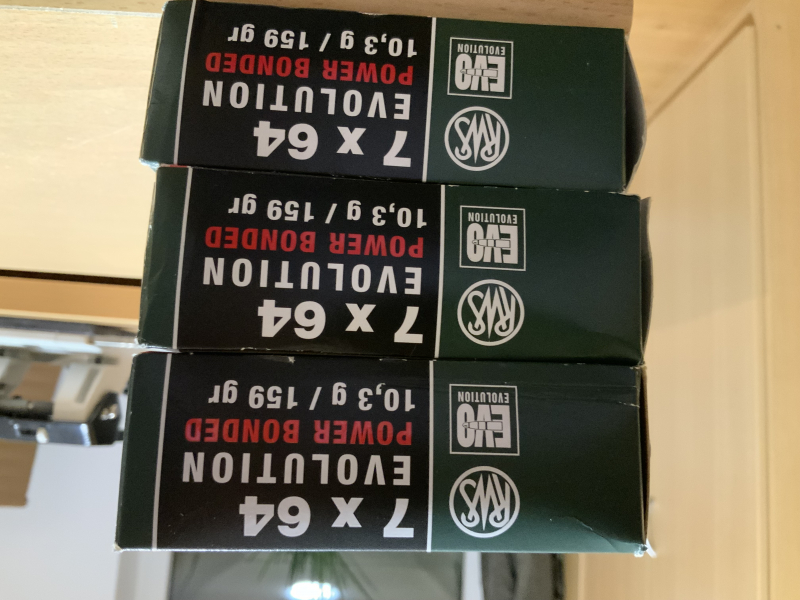 7 x 64
EVOLUTION
POWER BONDED
10,3 g / 159 gr
RWS
EVO
EVOLUTION
7 x 64
EVOLUTION
POWER BONDED
10,3 g / 159 gr
RWS
EVO
EVOLUTION
7 x 64
EVOLUTION
POWER BONDED
10,3 g / 159 gr
RWS
EVO
EVOLUTION